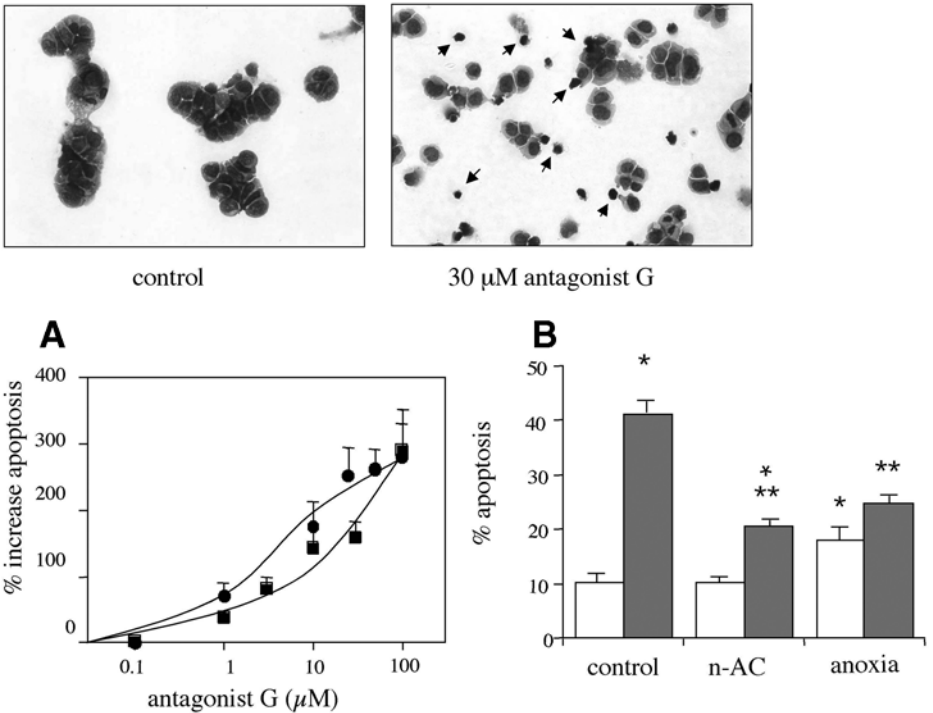 control
30 μM antagonist G
A
B
% increase apoptosis
400
300
200
100
0
0.1 1 10 100
antagonist G (μM)
% apoptosis
50
40
30
20
10
0
*
*
**
*
**
control n-AC anoxia